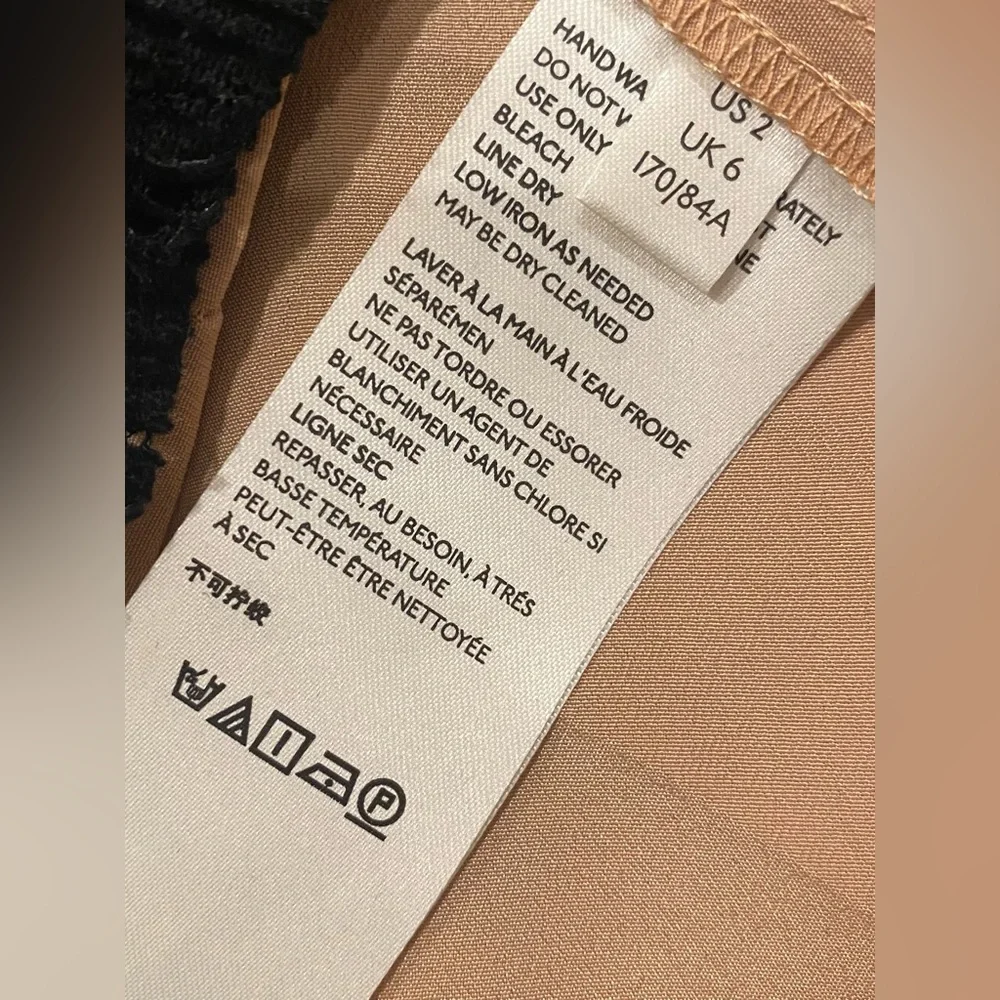 US 2
UK 6
170/84A
HAND WA
DO NOT
USE ONLY
BLEACH
LINE DRY
LOW IRON AS NEEDED
MAY BE DRY CLEANED
RATELY
LAVER À LA MAIN À L'EAU FROIDE
SÉPARÉMEN
NE PAS TORDRE OU ESSORER
UTILISER UN AGENT DE
BLANCHIMENT SANS CHLORE SI
NÉCESSAIRE
LIGNE SEC
REPASSER, AU BESOIN, À TRÉS
BASSE TEMPÉRATURE
PEUT-ÊTRE ÊTRE NETTOYÉE
À SEC
不可拧绞
P